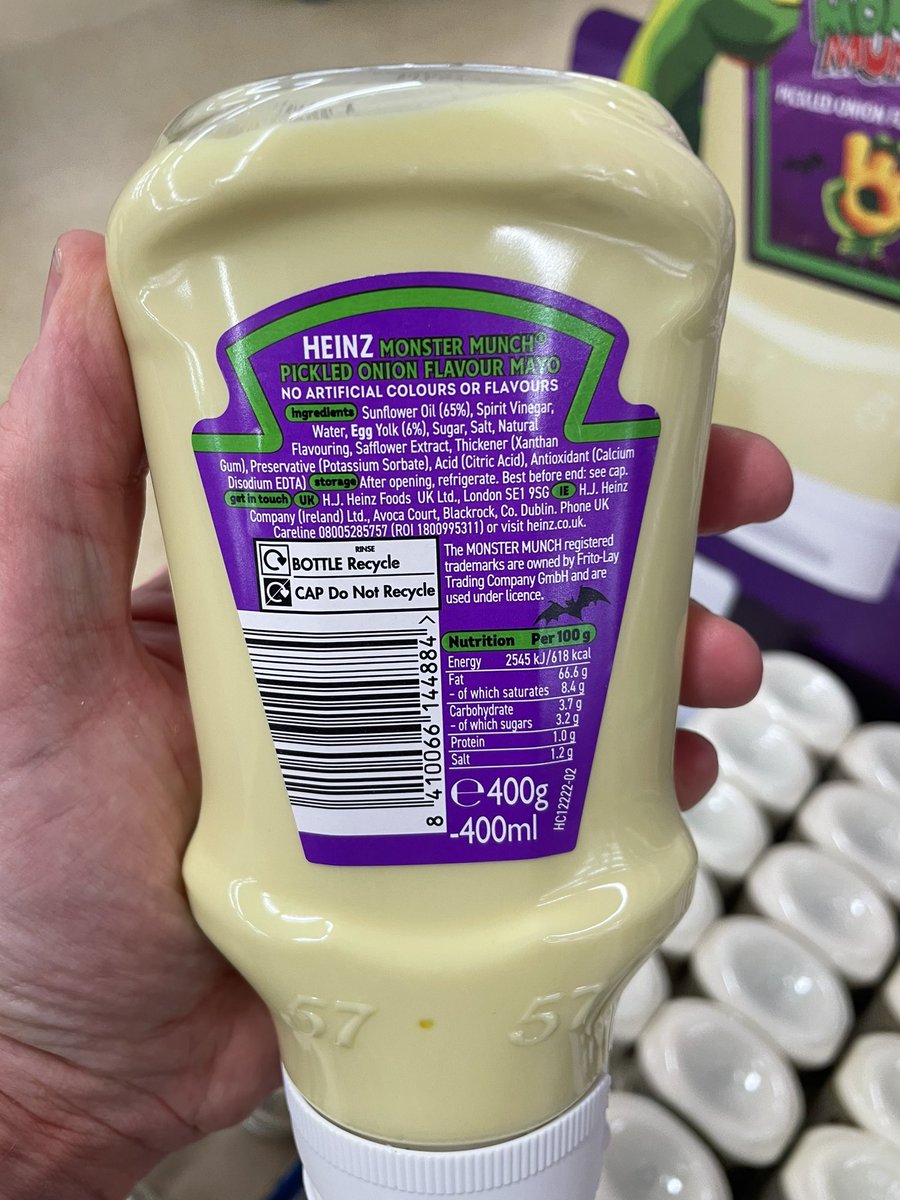 HEINZ MONSTER MUNCH®
PICKLED ONION FLAVOUR MAYO
NO ARTIFICIAL COLOURS OR FLAVOURS
Ingredients Sunflower Oil (65%), Spirit Vinegar,
Water, Egg Yolk (6%), Sugar, Salt, Natural
Flavouring, Safflower Extract, Thickener (Xanthan
Gum), Preservative (Potassium Sorbate), Acid (Citric Acid), Antioxidant (Calcium
Disodium EDTA) storage After opening, refrigerate. Best before end: see cap.
get in touch UK H.J. Heinz Foods UK Ltd., London SE1 9SG IE H.J. Heinz
Company (Ireland) Ltd., Avoca Court, Blackrock, Co. Dublin. Phone UK
Careline 08005285757 (ROI 1800995311) or visit heinz.co.uk.
RINSE
BOTTLE Recycle
CAP Do Not Recycle
The MONSTER MUNCH registered
trademarks are owned by Frito-Lay
Trading Company GmbH and are
used under licence.
8 410066 144884 >
Nutrition Per 100 g
Energy 2545 kJ/618 kcal
Fat 66.6 g
- of which saturates 8.4 g
Carbohydrate 3.7 g
- of which sugars 3.2 g
Protein 1.0 g
Salt 1.2 g
e 400g
-400ml
HC12222-02
57 57
PICKLED ONION